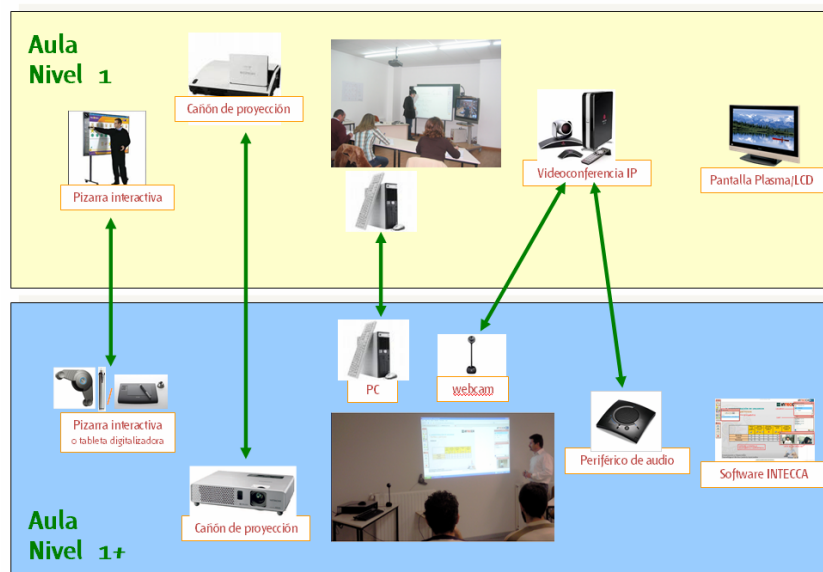 Aula
Nivel 1
Cañón de proyección
Pizarra interactiva
Videoconferencia IP
Pantalla Plasma/LCD
PC
webcam
Pizarra interactiva
o tableta digitalizadora
Periférico de audio
Software INTECCA
Cañón de proyección
Aula
Nivel 1+